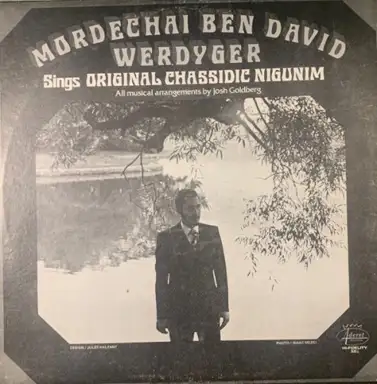 MORDECHAI BEN DAVID
WERDYGER
Sings ORIGINAL CHASSIDIC NIGUNIM
All musical arrangements by Josh Goldberg.